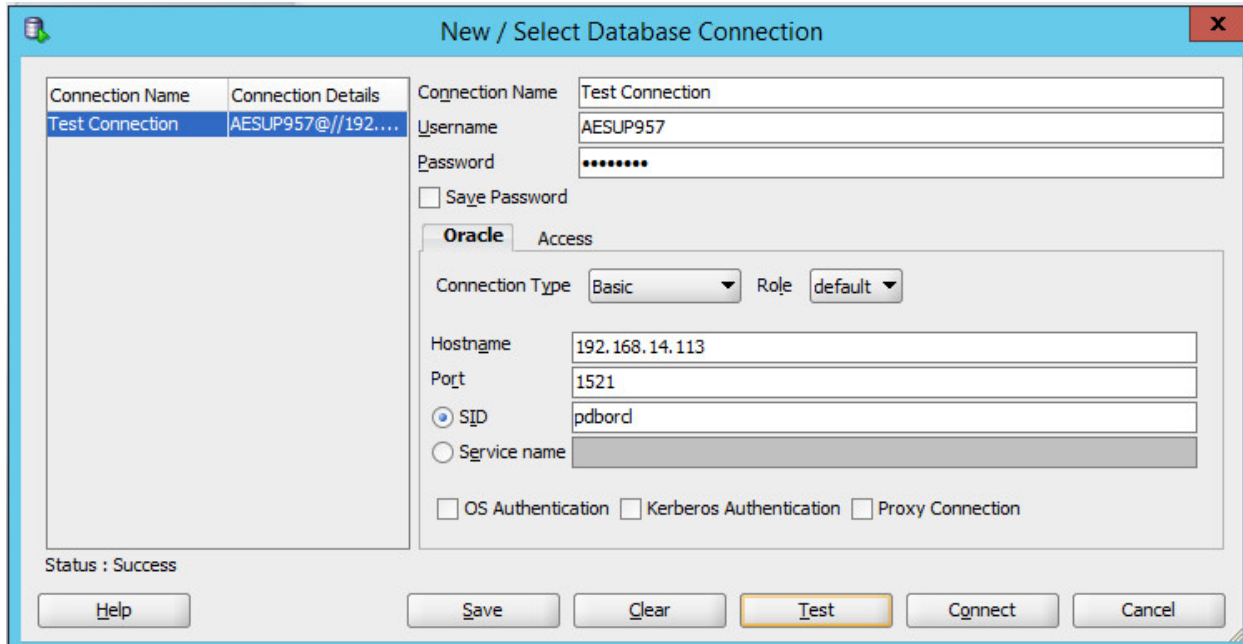 New / Select Database Connection
x
Connection Name Connection Details
Test Connection AESUP957@//192....
Connection Name Test Connection
Username AESUP957
Password ••••••••
Save Password
Oracle Access
Connection Type Basic Role default
Hostname 192.168.14.113
Port 1521
SID pdborcl
Service name
OS Authentication Kerberos Authentication Proxy Connection
Status : Success
Help Save Clear Test Connect Cancel